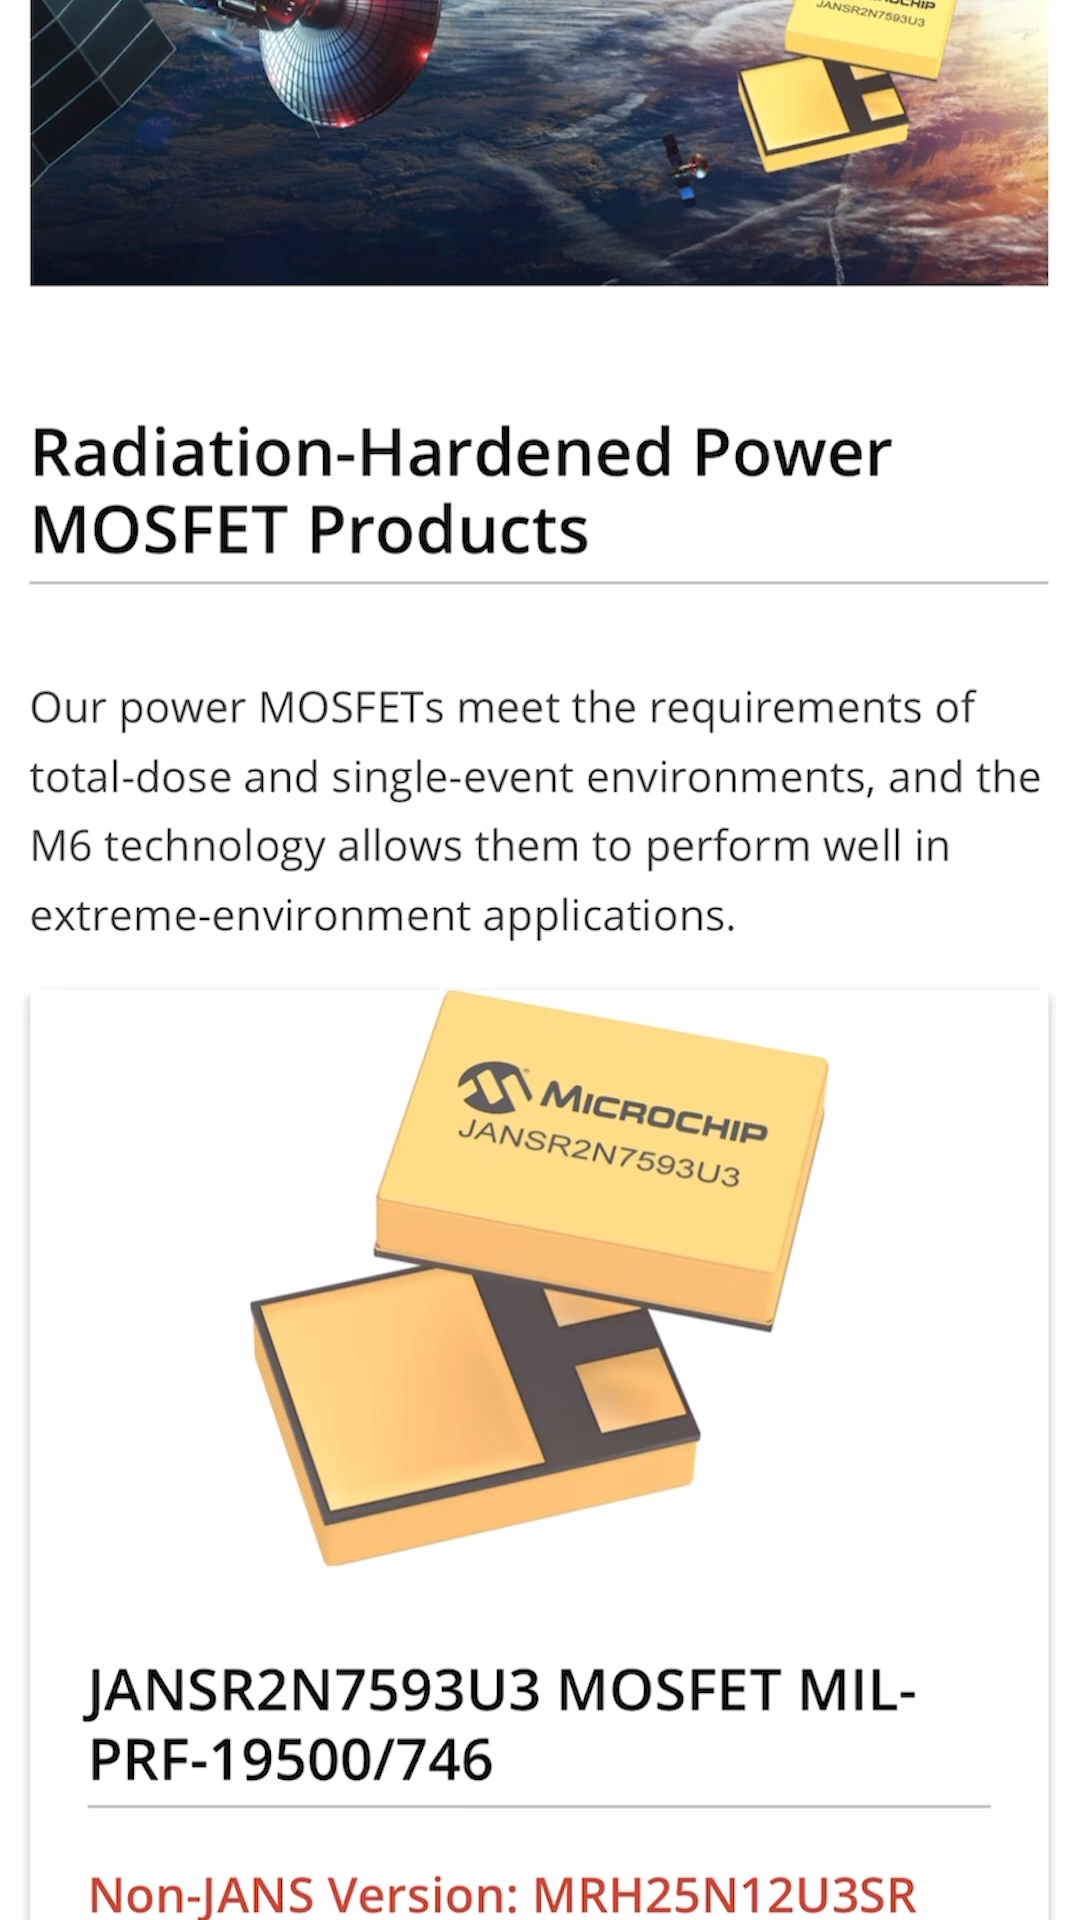 JANSR2N7593U3
Radiation-Hardened Power
MOSFET Products
Our power MOSFETs meet the requirements of
total-dose and single-event environments, and the
M6 technology allows them to perform well in
extreme-environment applications.
MICROCHIP
JANSR2N7593U3
JANSR2N7593U3 MOSFET MIL-
PRF-19500/746
Non-JANS Version: MRH25N12U3SR